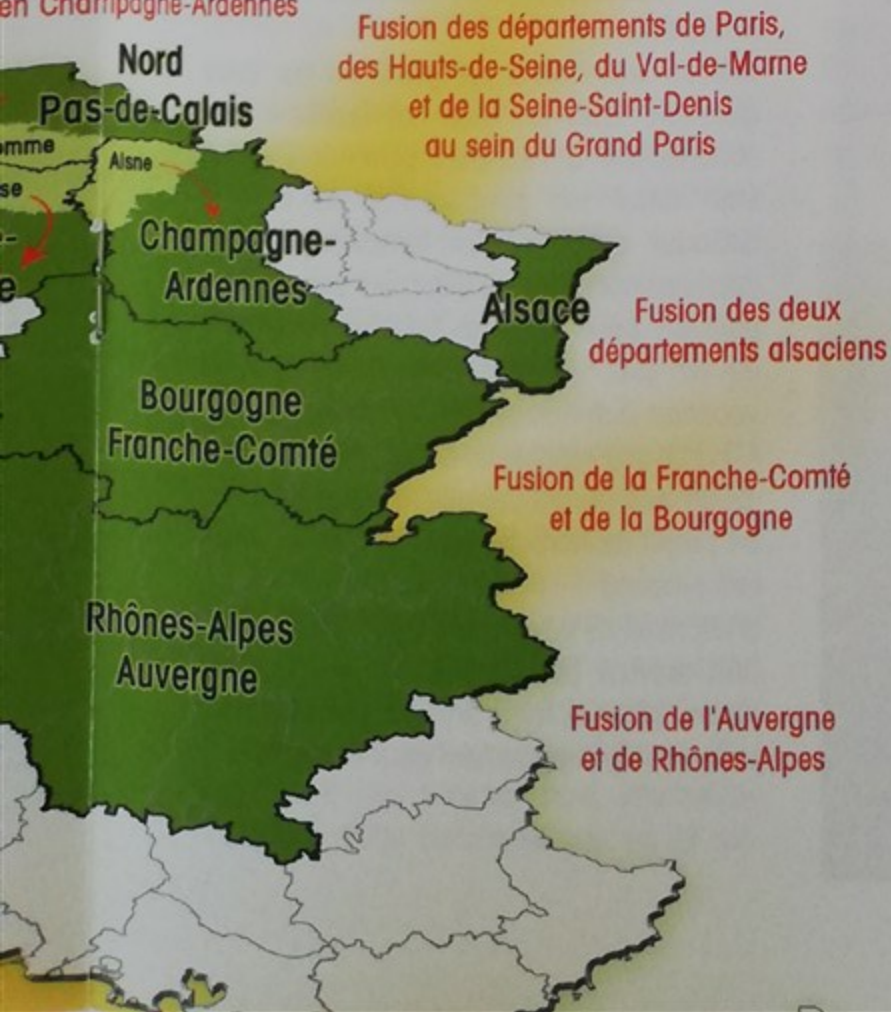 en Champagne-Ardennes
Fusion des départements de Paris,
des Hauts-de-Seine, du Val-de-Marne
et de la Seine-Saint-Denis
au sein du Grand Paris
Nord
Pas-de-Calais
omme
Aisne
se
Champagne-
Ardennes
e
Alsace
Fusion des deux
départements alsaciens
Bourgogne
Franche-Comté
Fusion de la Franche-Comté
et de la Bourgogne
Rhônes-Alpes
Auvergne
Fusion de l'Auvergne
et de Rhônes-Alpes